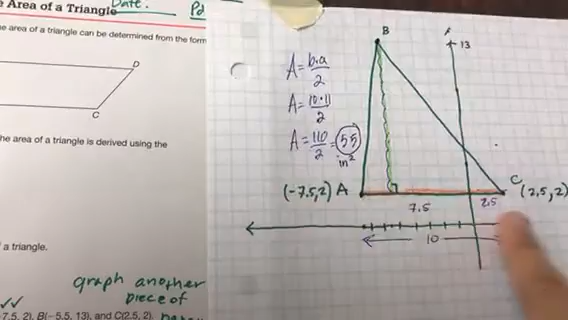 e Area of a Triangle
Date.
Pd
ne area of a triangle can be determined from the form
D
C
he area of a triangle is derived using the
a triangle.
graph another
piece of
7.5, 2), B(-5.5, 13), and C(2.5, 2).
A = b·a/2
A = 10·11/2
A = 110/2 = 55 in²
B
13
(-7.5,2) A
C (2.5, 2)
7.5
2.5
10